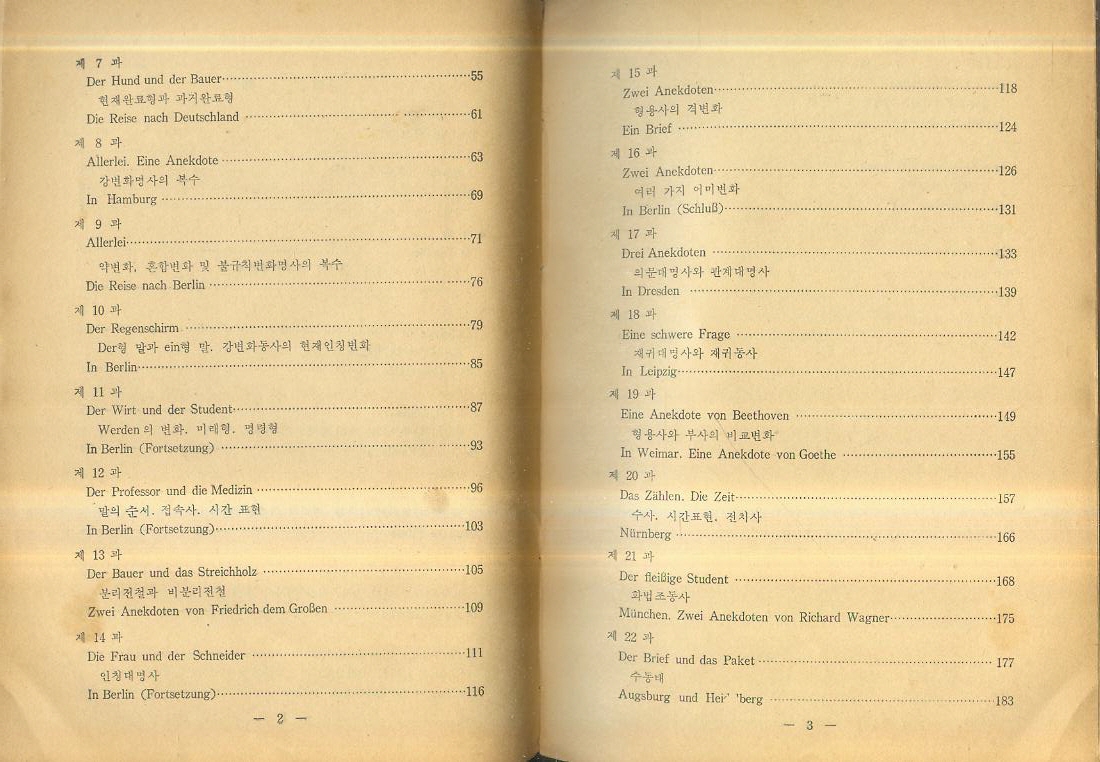 제 7 과
Der Hund und der Bauer 55
현재완료형과 과거완료형
Die Reise nach Deutschland 61
제 8 과
Allerlei. Eine Anekdote 63
강변화명사의 복수
In Hamburg 69
제 9 과
Allerlei 71
약변화, 혼합변화 및 불규칙변화명사의 복수
Die Reise nach Berlin 76
제 10 과
Der Regenschirm 79
Der형 말과 ein형 말. 강변화동사의 현재인칭변화
In Berlin 85
제 11 과
Der Wirt und der Student 87
Werden의 변화. 미래형. 명령형
In Berlin (Fortsetzung) 93
제 12 과
Der Professor und die Medizin 96
말의 순서. 접속사. 시간 표현
In Berlin (Fortsetzung) 103
제 13 과
Der Bauer und das Streichholz 105
분리전철과 비분리전철
Zwei Anekdoten von Friedrich dem Großen 109
제 14 과
Die Frau und der Schneider 111
인칭대명사
In Berlin (Fortsetzung) 116
— 2 —
제 15 과
Zwei Anekdoten 118
형용사의 격변화
Ein Brief 124
제 16 과
Zwei Anekdoten 126
여러 가지 어미변화
In Berlin (Schluß) 131
제 17 과
Drei Anekdoten 133
의문대명사와 관계대명사
In Dresden 139
제 18 과
Eine schwere Frage 142
재귀대명사와 재귀동사
In Leipzig 147
제 19 과
Eine Anekdote von Beethoven 149
형용사와 부사의 비교변화
In Weimar. Eine Anekdote von Goethe 155
제 20 과
Das Zählen. Die Zeit 157
수사. 시간표현. 전치사
Nürnberg 166
제 21 과
Der fleißige Student 168
화법조동사
München. Zwei Anekdoten von Richard Wagner 175
제 22 과
Der Brief und das Paket 177
수동태
Augsburg und 183
— 3 —